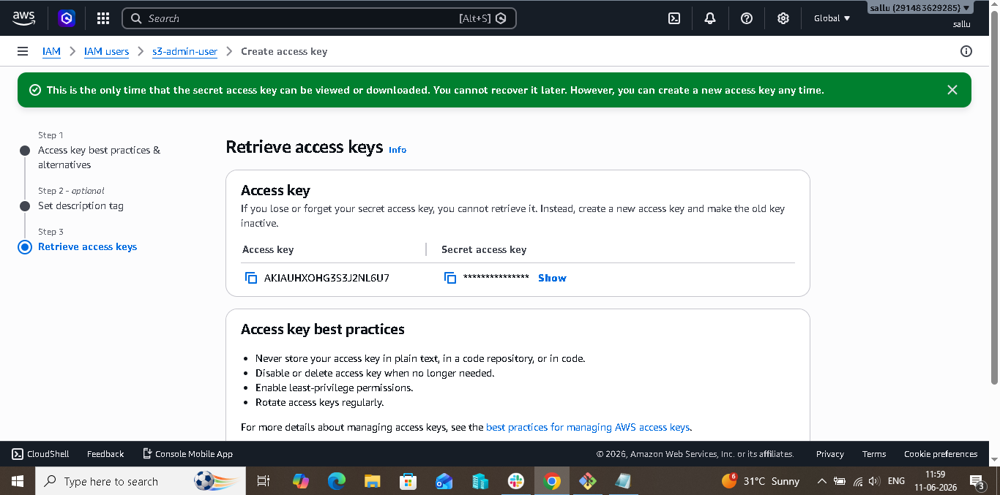 aws
Search
[Alt+S]
Global
sallu (291483629285)
sallu
IAM
IAM users
s3-admin-user
Create access key
This is the only time that the secret access key can be viewed or downloaded. You cannot recover it later. However, you can create a new access key any time.
Step 1
Access key best practices &
alternatives
Step 2 - optional
Set description tag
Step 3
Retrieve access keys
Retrieve access keys Info
Access key
If you lose or forget your secret access key, you cannot retrieve it. Instead, create a new access key and make the old key
inactive.
Access key
Secret access key
AKIAUHXOHG3S3J2NL6U7
*************** Show
Access key best practices
• Never store your access key in plain text, in a code repository, or in code.
• Disable or delete access key when no longer needed.
• Enable least-privilege permissions.
• Rotate access keys regularly.
For more details about managing access keys, see the best practices for managing AWS access keys.
CloudShell
Feedback
Console Mobile App
© 2026, Amazon Web Services, Inc. or its affiliates.
Privacy
Terms
Cookie preferences
Type here to search
6
31°C Sunny
ENG
11:59
11-06-2026
3